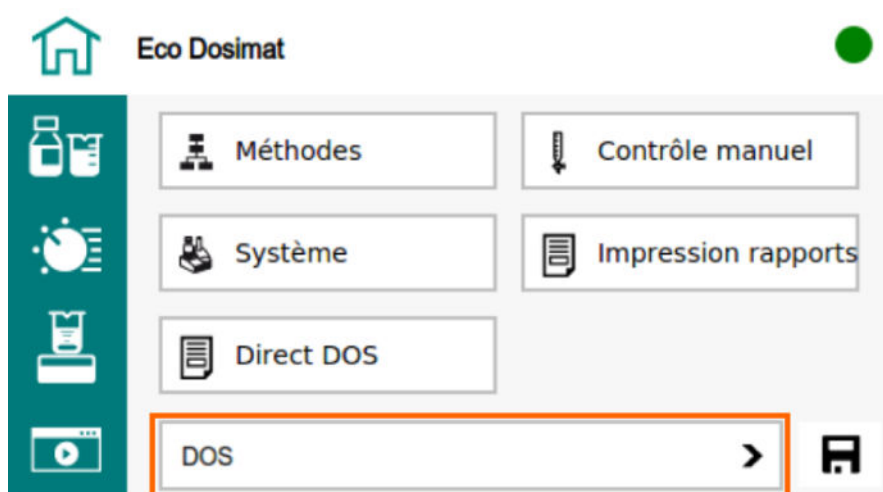 Eco Dosimat
Méthodes
Contrôle manuel
Système
Impression rapports
Direct DOS
DOS